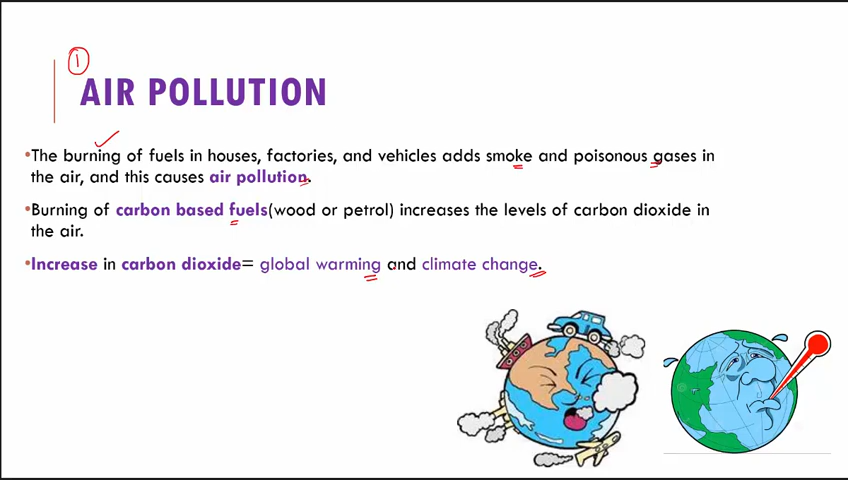 1
AIR POLLUTION
•The burning of fuels in houses, factories, and vehicles adds smoke and poisonous gases in
the air, and this causes air pollution.
•Burning of carbon based fuels(wood or petrol) increases the levels of carbon dioxide in
the air.
•Increase in carbon dioxide= global warming and climate change.